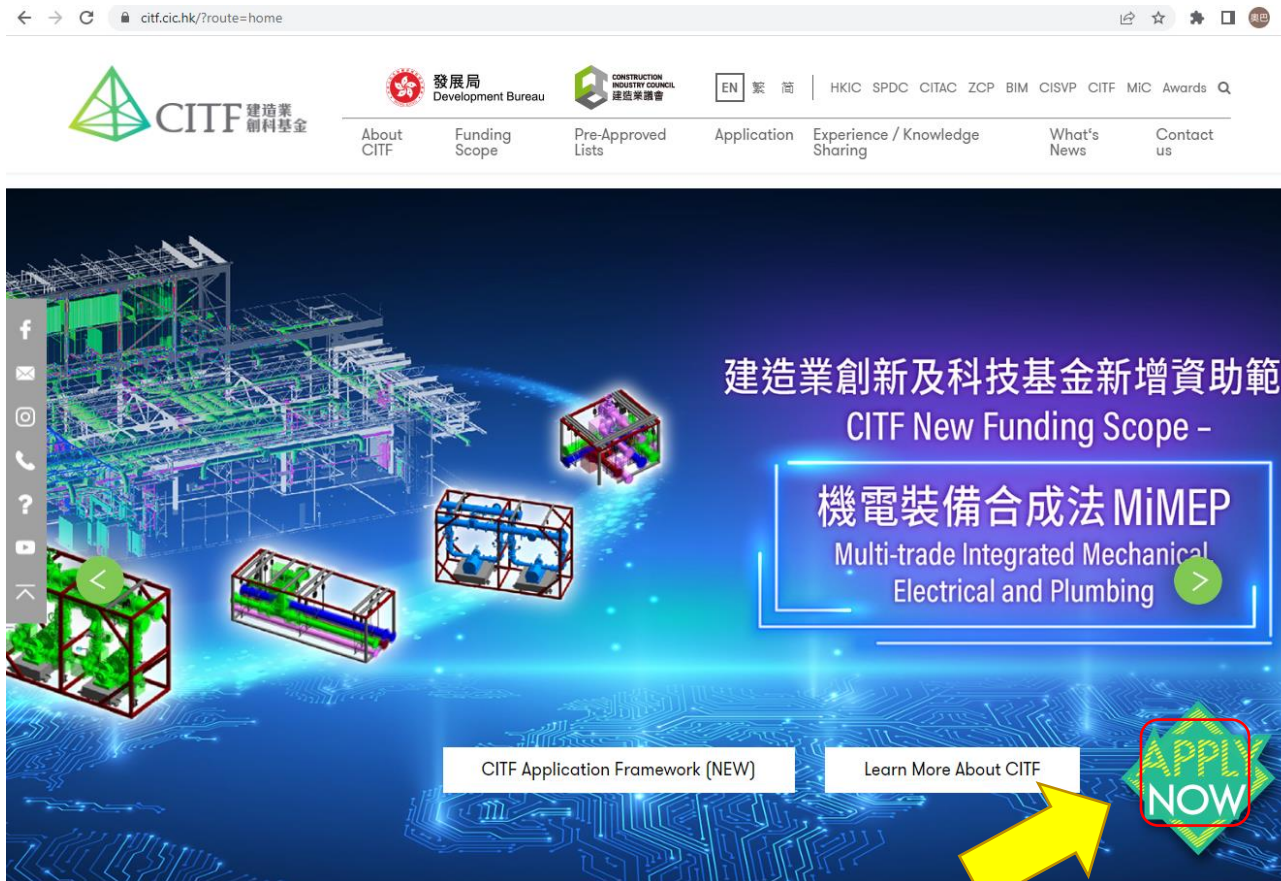 citf.cic.hk/?route=home
奧巴
CITF 建造業
創科基金
發展局
Development Bureau
CONSTRUCTION
INDUSTRY COUNCIL
建造業議會
EN 繁 简 HKIC SPDC CITAC ZCP BIM CISVP CITF MiC Awards
About
CITF
Funding
Scope
Pre-Approved
Lists
Application
Experience / Knowledge
Sharing
What's
News
Contact
us
建造業創新及科技基金新增資助範
CITF New Funding Scope –
機電裝備合成法 MiMEP
Multi-trade Integrated Mechanical,
Electrical and Plumbing
CITF Application Framework (NEW)
Learn More About CITF
APPLY
NOW